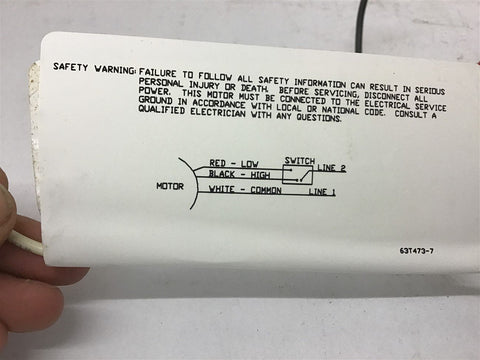 SAFETY WARNING: FAILURE TO FOLLOW ALL SAFETY INFORMATION CAN RESULT IN SERIOUS
PERSONAL INJURY OR DEATH. BEFORE SERVICING, DISCONNECT ALL
POWER. THIS MOTOR MUST BE CONNECTED TO THE ELECTRICAL SERVICE
GROUND IN ACCORDANCE WITH LOCAL OR NATIONAL CODE. CONSULT A
QUALIFIED ELECTRICIAN WITH ANY QUESTIONS.
RED - LOW SWITCH
LINE 2
BLACK - HIGH
MOTOR
WHITE - COMMON LINE 1
63T473-7